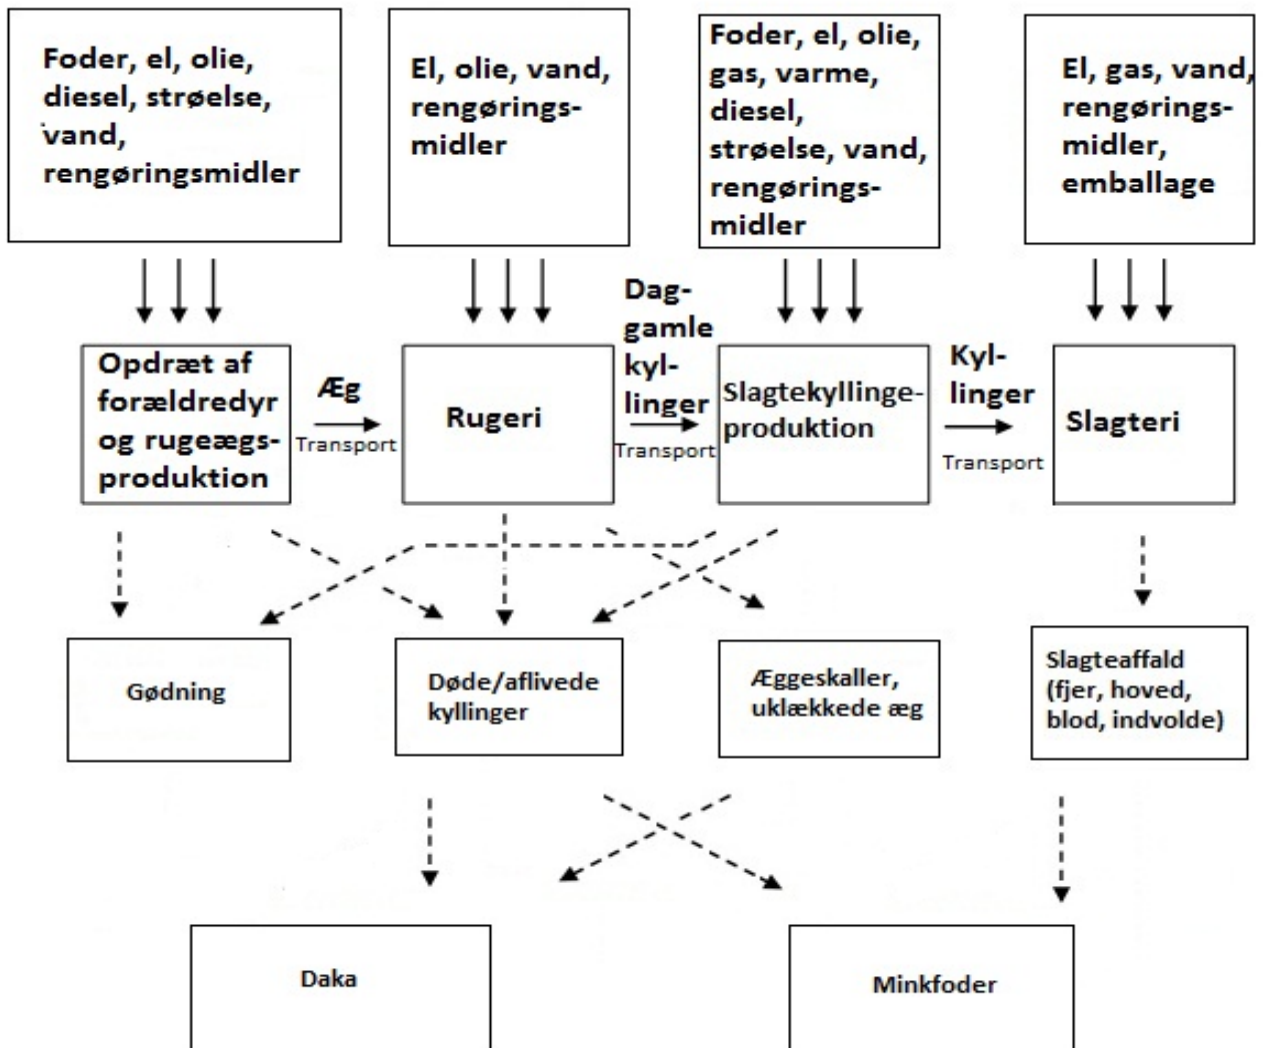 Foder, el, olie,
diesel, strøelse,
vand,
rengøringsmidler
El, olie, vand,
rengørings-
midler
Foder, el, olie,
gas, varme,
diesel,
strøelse, vand,
rengørings-
midler
El, gas, vand,
rengørings-
midler,
emballage
Opdræt af
forældredyr
og rugeægs-
produktion
Æg
Transport
Rugeri
Dag-
gamle
kyl-
linger
Transport
Slagtekyllinge-
produktion
Kyl-
linger
Transport
Slagteri
Gødning
Døde/aflivede
kyllinger
Æggeskaller,
uklækkede æg
Slagteaffald
(fjer, hoved,
blod, indvolde)
Daka
Minkfoder